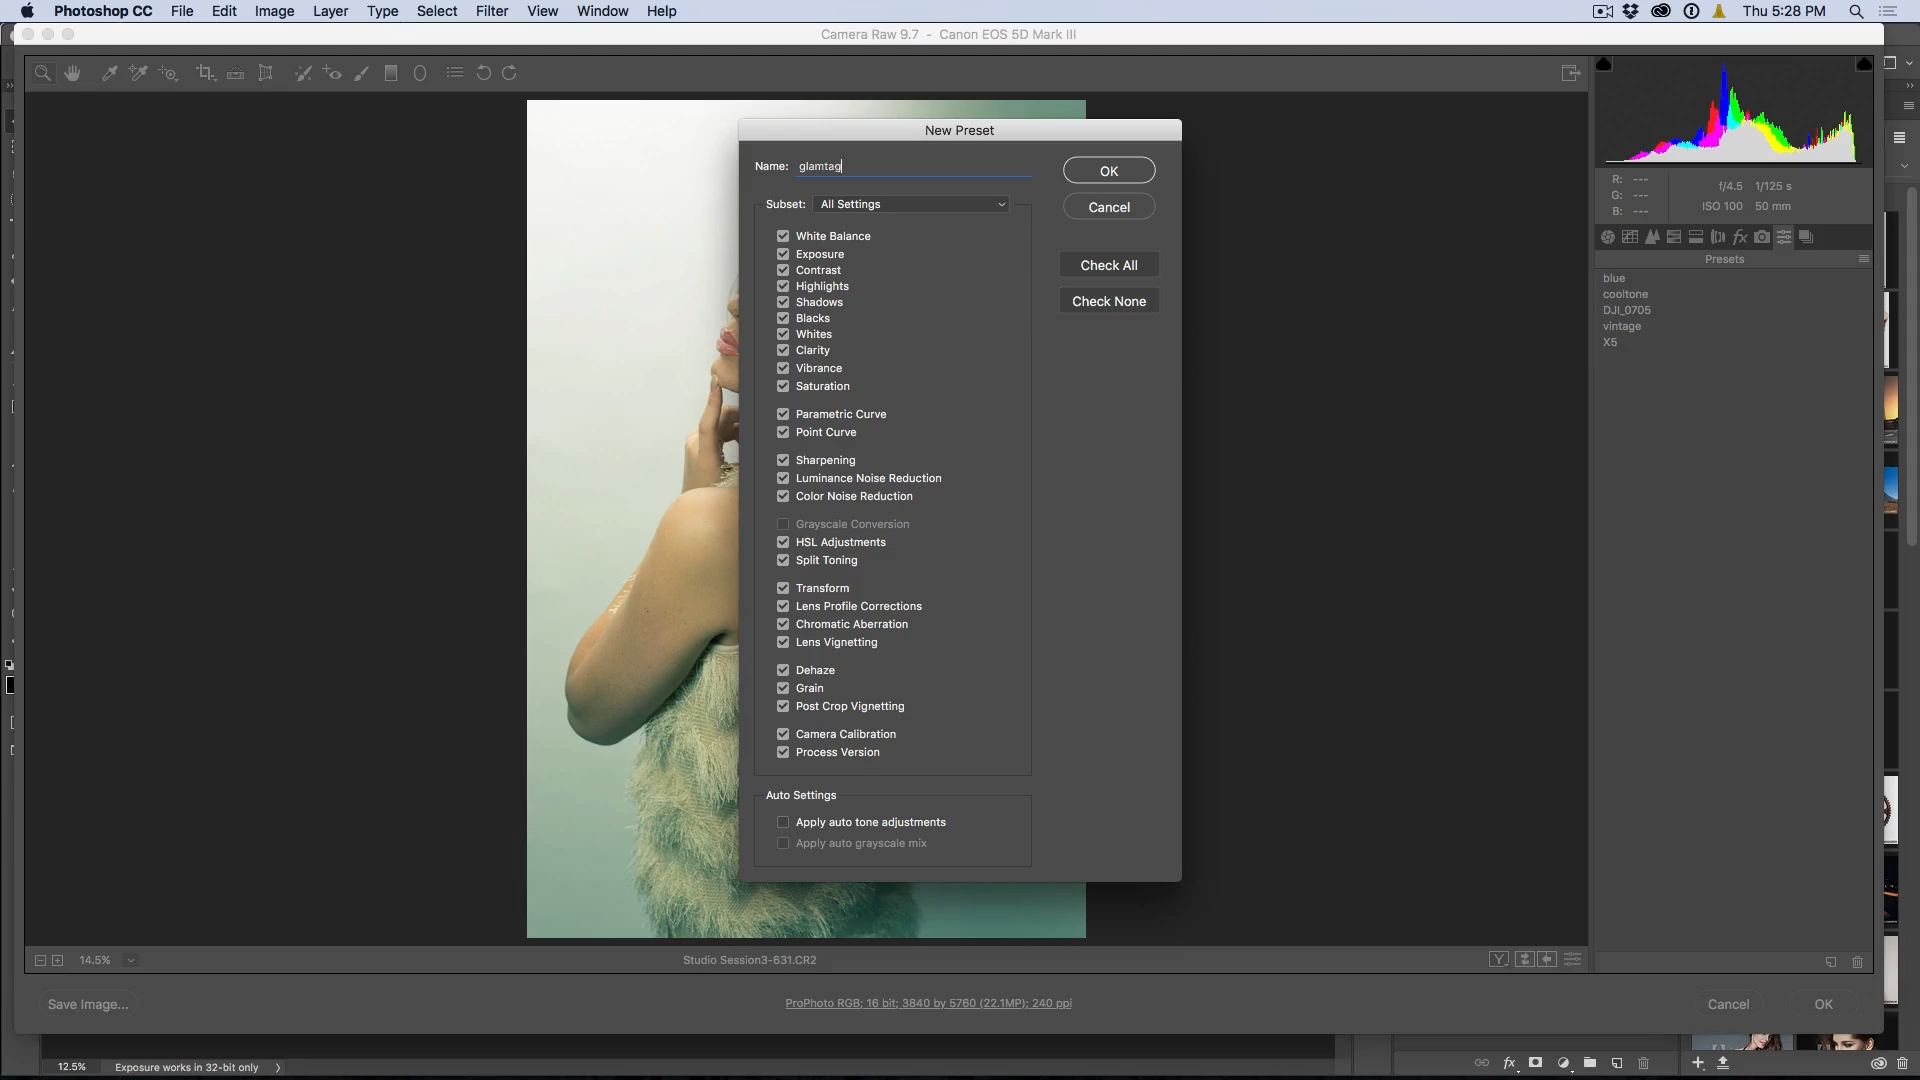 Photoshop CC File Edit Image Layer Type Select Filter View Window Help Thu 5:28 PM
Camera Raw 9.7 - Canon EOS 5D Mark III
New Preset
Name: glamtag
OK
Subset: All Settings
Cancel
White Balance
Exposure
Contrast
Highlights
Shadows
Blacks
Whites
Clarity
Vibrance
Saturation
Check All
Check None
Parametric Curve
Point Curve
Sharpening
Luminance Noise Reduction
Color Noise Reduction
Grayscale Conversion
HSL Adjustments
Split Toning
Transform
Lens Profile Corrections
Chromatic Aberration
Lens Vignetting
Dehaze
Grain
Post Crop Vignetting
Camera Calibration
Process Version
Auto Settings
Apply auto tone adjustments
Apply auto grayscale mix
R: ---
G: ---
B: ---
f/4.5 1/125 s
ISO 100 50 mm
Presets
blue
cooltone
DJI_0705
vintage
X5
14.5%
Studio Session3-631.CR2
Save Image...
ProPhoto RGB; 16 bit; 3840 by 5760 (22.1MP); 240 ppi
Cancel
OK
12.5% Exposure works in 32-bit only